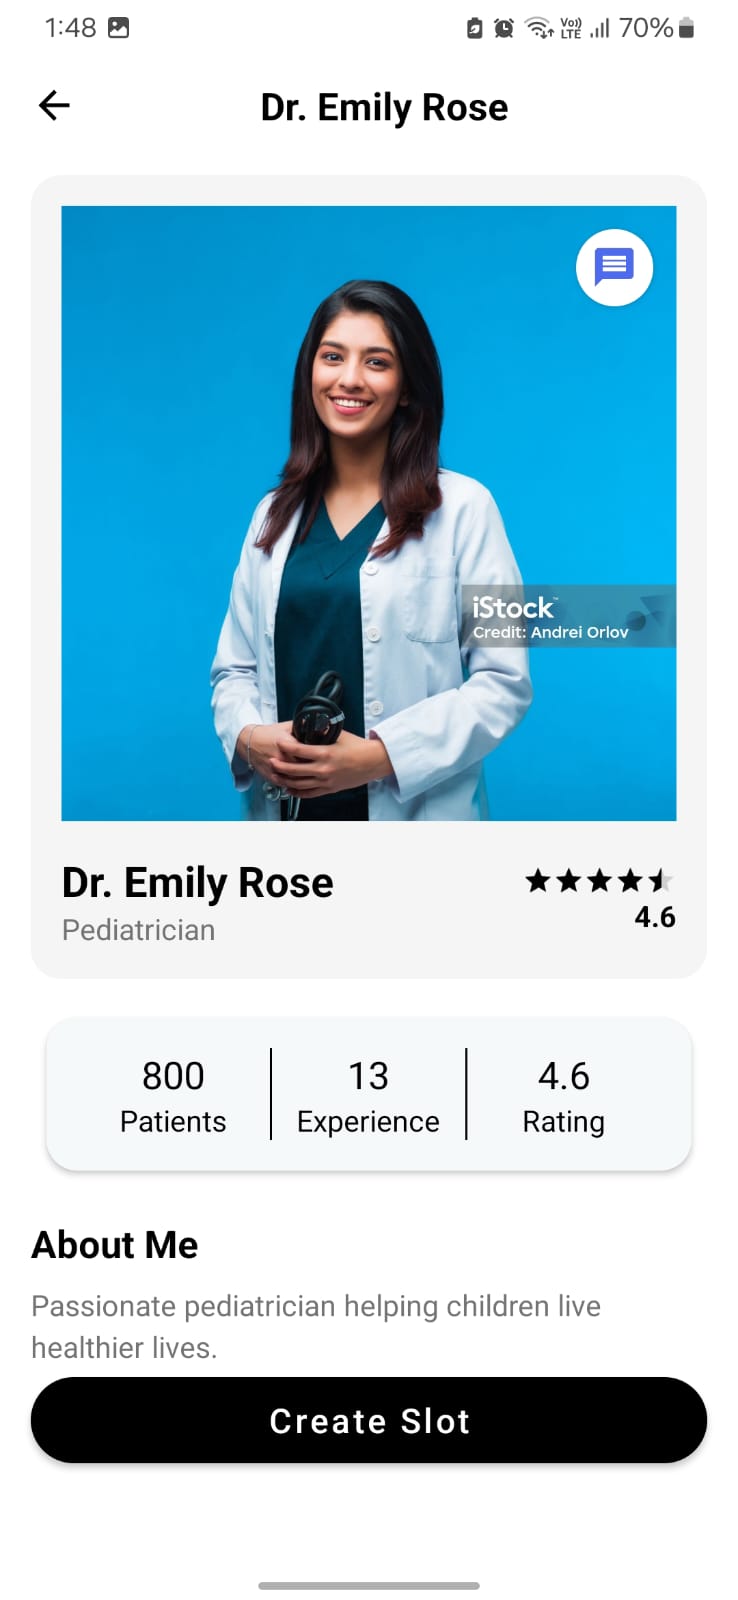 1:48
Vo)) LTE 70%
Dr. Emily Rose
iStock™
Credit: Andrei Orlov
Dr. Emily Rose
Pediatrician
4.6
800
Patients
13
Experience
4.6
Rating
About Me
Passionate pediatrician helping children live
healthier lives.
Create Slot